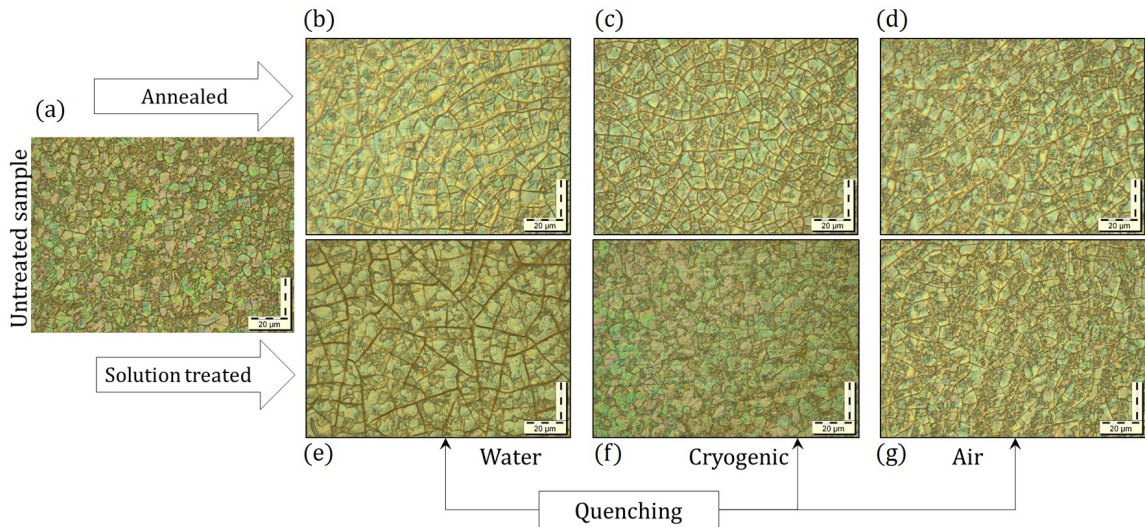 (b)
(c)
(d)
Annealed
(a)
Untreated sample
20 µm
20 µm
20 µm
20 µm
Solution treated
20 µm
20 µm
20 µm
(e)
Water
(f)
Cryogenic
(g)
Air
Quenching